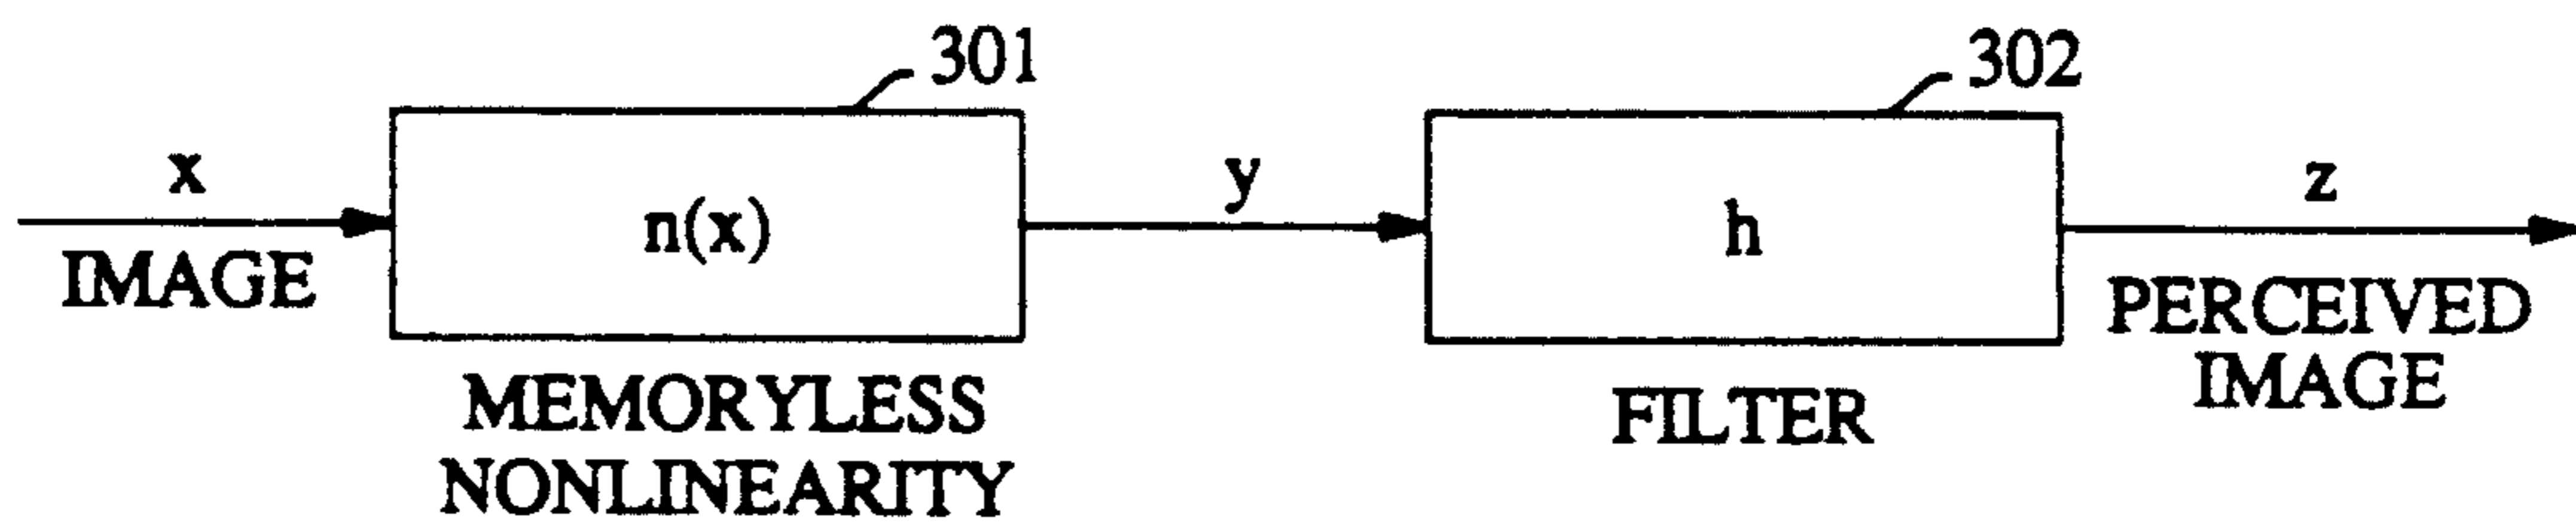 301
302
x
IMAGE
n(x)
y
h
z
PERCEIVED
IMAGE
MEMORYLESS
NONLINEARITY
FILTER